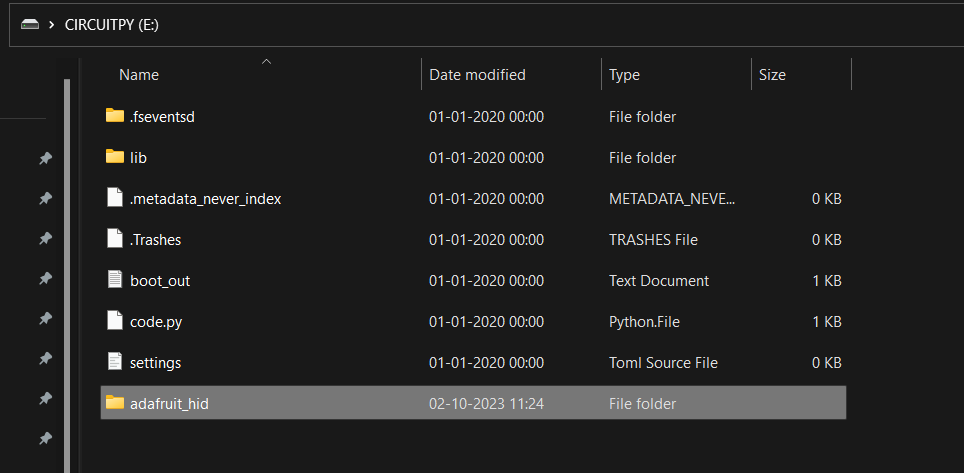 CIRCUITPY (E:)
Name Date modified Type Size
.fseventsd 01-01-2020 00:00 File folder
lib 01-01-2020 00:00 File folder
.metadata_never_index 01-01-2020 00:00 METADATA_NEVE... 0 KB
.Trashes 01-01-2020 00:00 TRASHES File 0 KB
boot_out 01-01-2020 00:00 Text Document 1 KB
code.py 01-01-2020 00:00 Python.File 1 KB
settings 01-01-2020 00:00 Toml Source File 0 KB
adafruit_hid 02-10-2023 11:24 File folder